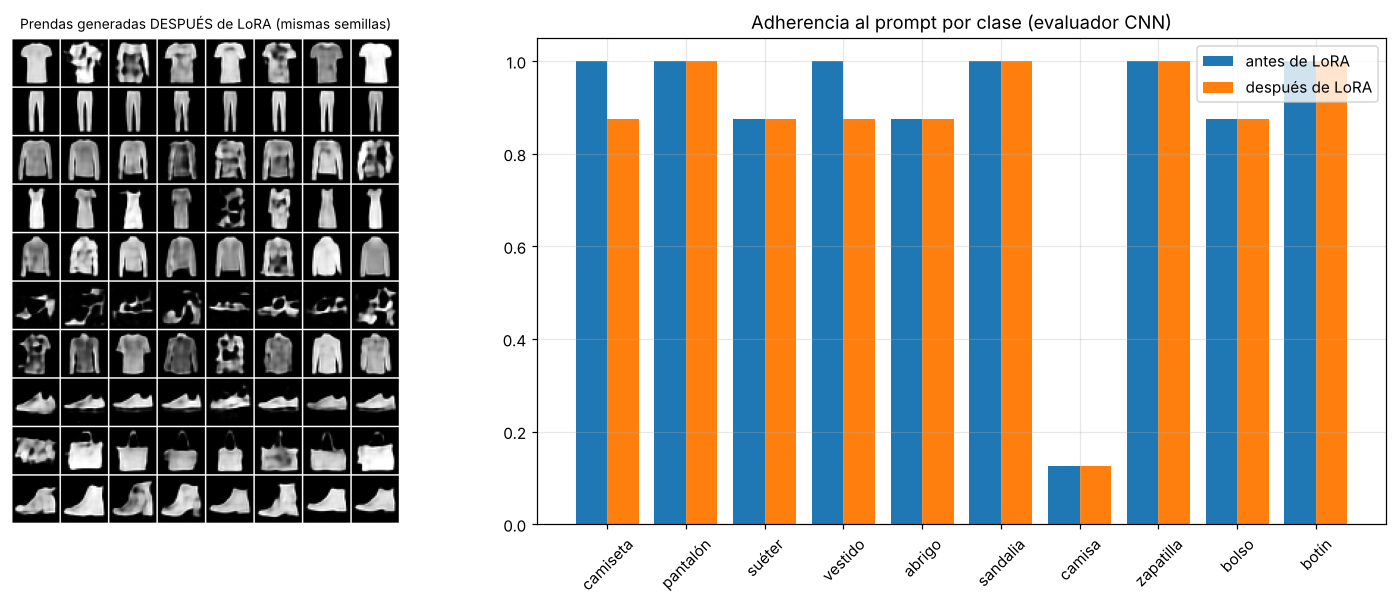 Prendas generadas DESPUÉS de LoRA (mismas semillas)
Adherencia al prompt por clase (evaluador CNN)
antes de LoRA
después de LoRA
1.0
0.8
0.6
0.4
0.2
0.0
camiseta
pantalón
suéter
vestido
abrigo
sandalia
camisa
zapatilla
bolso
botín